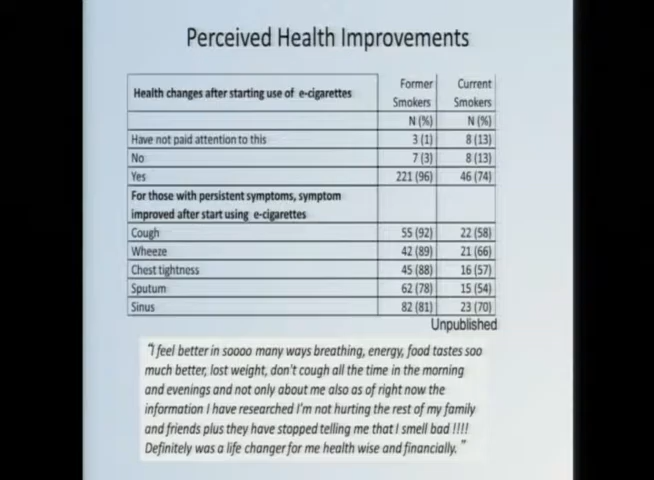 Perceived Health Improvements
Health changes after starting use of e-cigarettes Former Smokers Current Smokers
N (%) N (%)
Have not paid attention to this 3 (1) 8 (13)
No 7 (3) 8 (13)
Yes 221 (96) 46 (74)
For those with persistent symptoms, symptom
improved after start using e-cigarettes
Cough 55 (92) 22 (58)
Wheeze 42 (89) 21 (66)
Chest tightness 45 (88) 16 (57)
Sputum 62 (78) 15 (54)
Sinus 82 (81) 23 (70)
Unpublished
"I feel better in soooo many ways breathing, energy, food tastes soo
much better, lost weight, don't cough all the time in the morning
and evenings and not only about me also as of right now the
information I have researched I'm not hurting the rest of my family
and friends plus they have stopped telling me that I smell bad !!!!
Definitely was a life changer for me health wise and financially. "